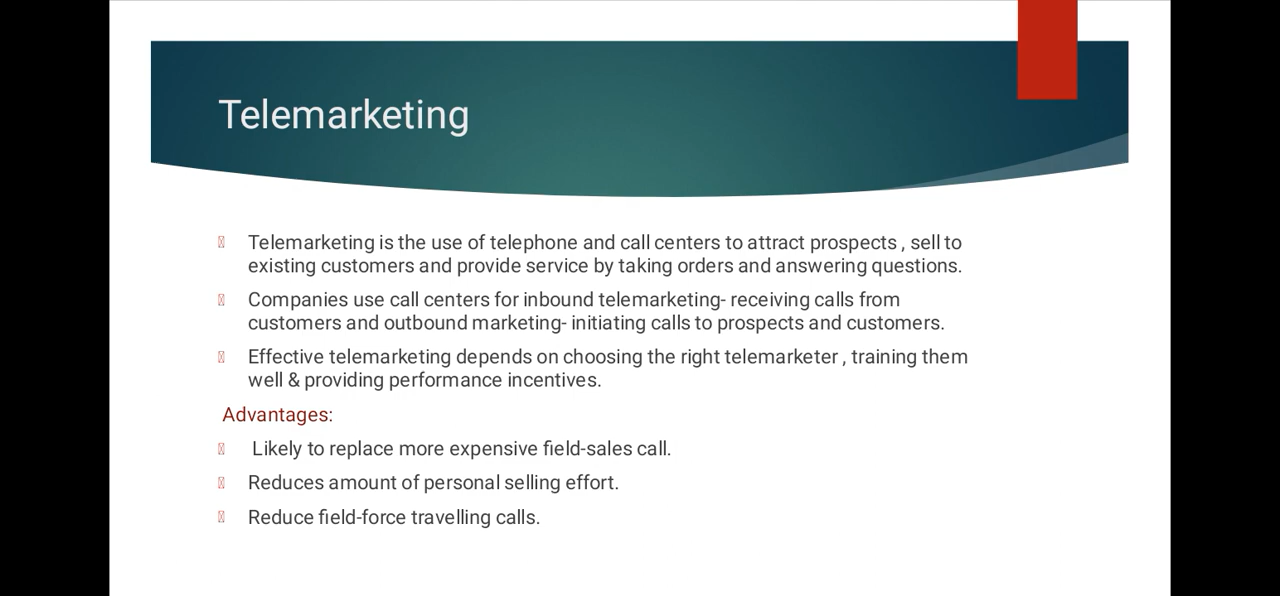 Telemarketing
Telemarketing is the use of telephone and call centers to attract prospects , sell to
existing customers and provide service by taking orders and answering questions.
Companies use call centers for inbound telemarketing- receiving calls from
customers and outbound marketing- initiating calls to prospects and customers.
Effective telemarketing depends on choosing the right telemarketer , training them
well & providing performance incentives.
Advantages:
Likely to replace more expensive field-sales call.
Reduces amount of personal selling effort.
Reduce field-force travelling calls.